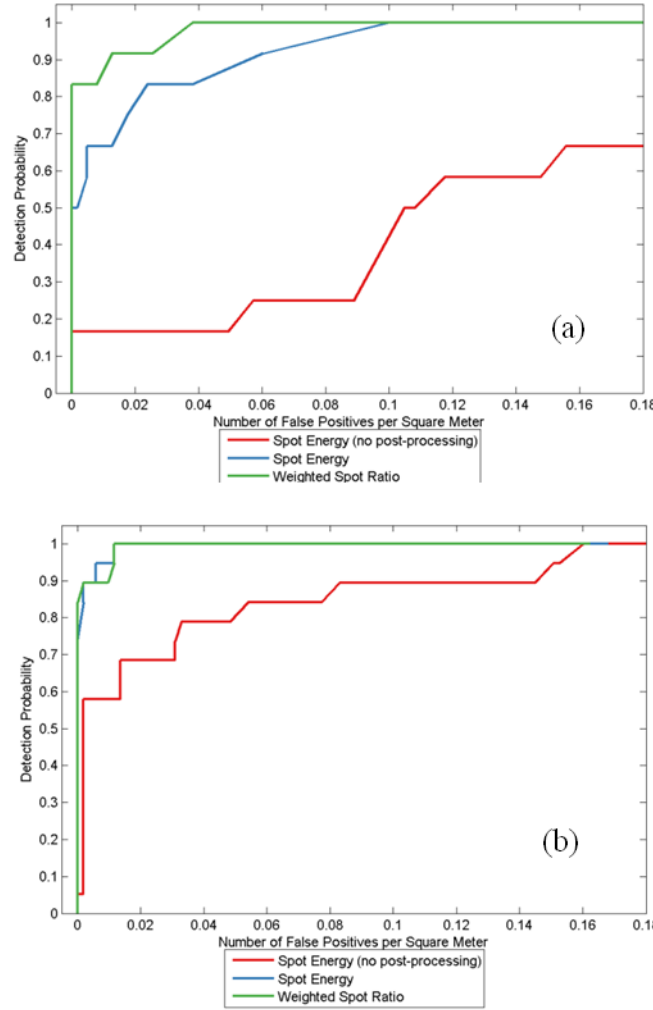 1
0.9
0.8
0.7
0.6
0.5
0.4
0.3
0.2
0.1
0
Detection Probability
(a)
0 0.02 0.04 0.06 0.08 0.1 0.12 0.14 0.16 0.18
Number of False Positives per Square Meter
Spot Energy (no post-processing)
Spot Energy
Weighted Spot Ratio
1
0.9
0.8
0.7
0.6
0.5
0.4
0.3
0.2
0.1
0
Detection Probability
(b)
0 0.02 0.04 0.06 0.08 0.1 0.12 0.14 0.16 0.18
Number of False Positives per Square Meter
Spot Energy (no post-processing)
Spot Energy
Weighted Spot Ratio